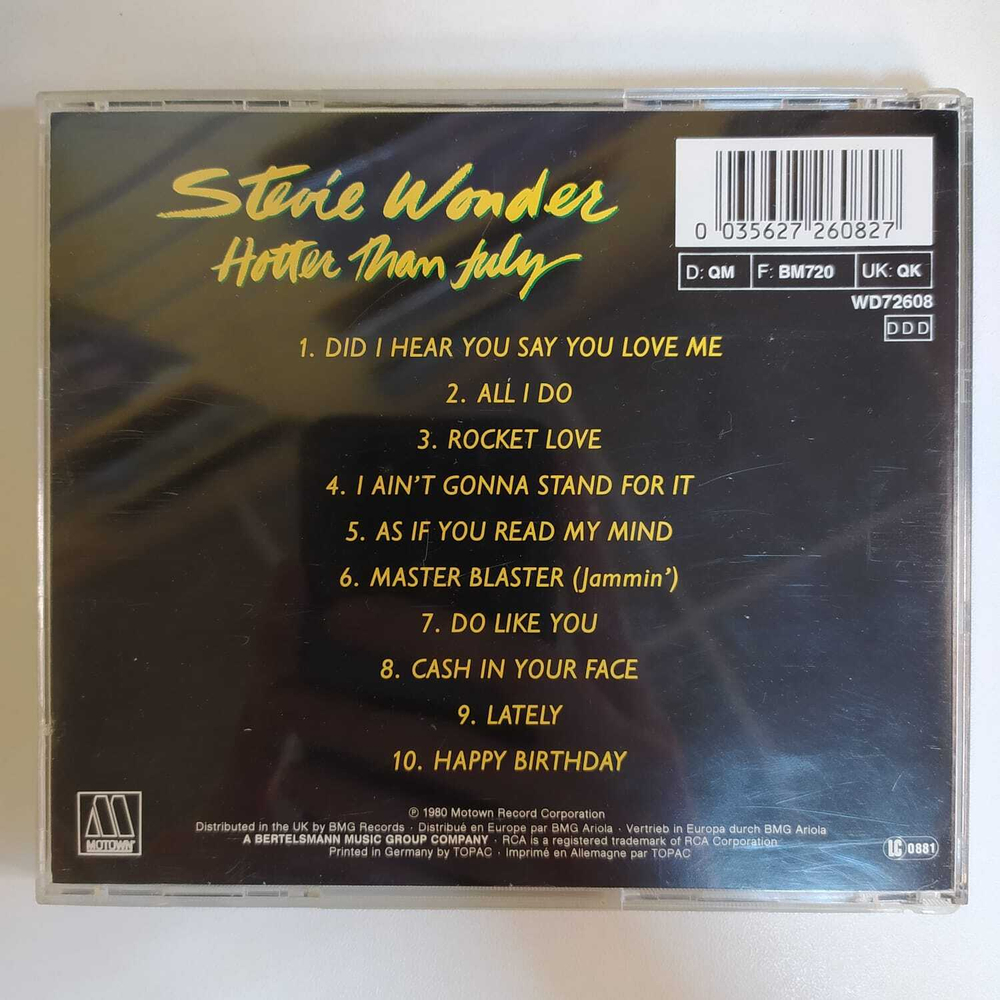 Stevie Wonder
Hotter Than July
0 035627 260827
D: QM F: BM720 UK: QK
WD72608
DDD
1. DID I HEAR YOU SAY YOU LOVE ME
2. ALL I DO
3. ROCKET LOVE
4. I AIN'T GONNA STAND FOR IT
5. AS IF YOU READ MY MIND
6. MASTER BLASTER (Jammin')
7. DO LIKE YOU
8. CASH IN YOUR FACE
9. LATELY
10. HAPPY BIRTHDAY
MOTOWN
℗ 1980 Motown Record Corporation
Distributed in the UK by BMG Records · Distribué en Europe par BMG Ariola · Vertrieb in Europa durch BMG Ariola
A BERTELSMANN MUSIC GROUP COMPANY · RCA is a registered trademark of RCA Corporation
Printed in Germany by TOPAC · Imprimé en Allemagne par TOPAC
LC 0881